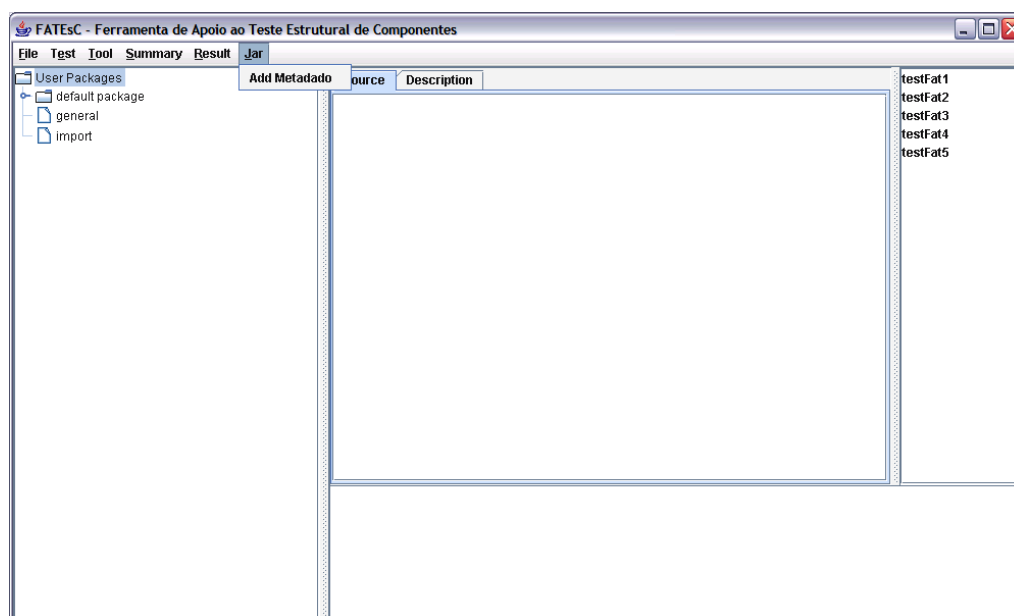 FATEsC - Ferramenta de Apoio ao Teste Estrutural de Componentes
File Test Tool Summary Result Jar
Add Metadado
User Packages
default package
general
import
ource Description
testFat1
testFat2
testFat3
testFat4
testFat5